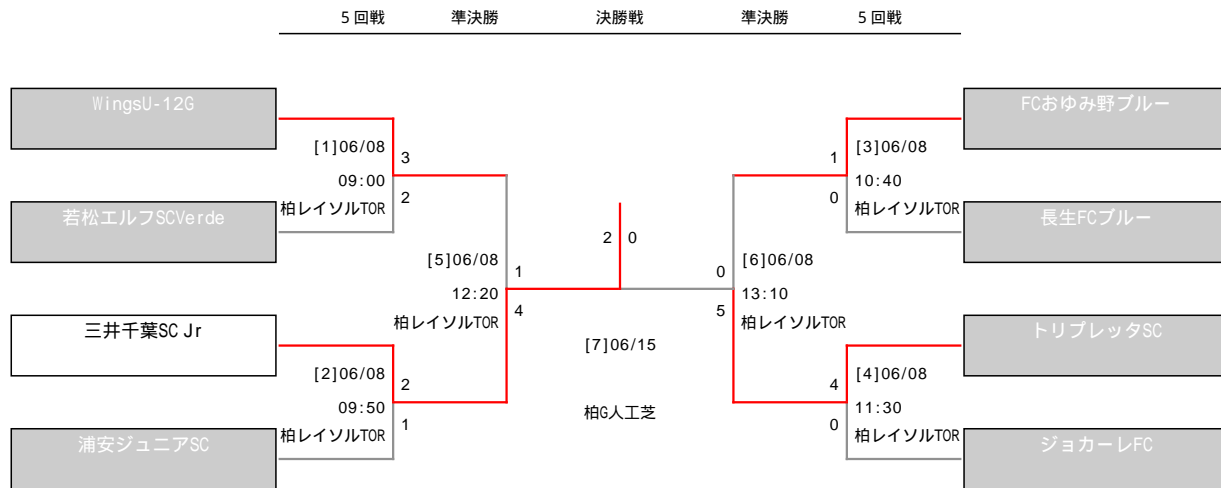 5回戦 準決勝 決勝戦 準決勝 5回戦
WingsU-12G
[1]06/08
3
09:00
2
柏レイソルTOR
若松エルフSCVerde
[5]06/08
1
12:20
4
柏レイソルTOR
三井千葉SC Jr
[2]06/08
2
09:50
1
柏レイソルTOR
浦安ジュニアSC
2 0
[7]06/15
柏G人工芝
FCおゆみ野ブルー
1
[3]06/08
0
10:40
柏レイソルTOR
長生FCブルー
0
[6]06/08
5
13:10
柏レイソルTOR
トリプレッタSC
4
[4]06/08
0
11:30
柏レイソルTOR
ジョカーレFC